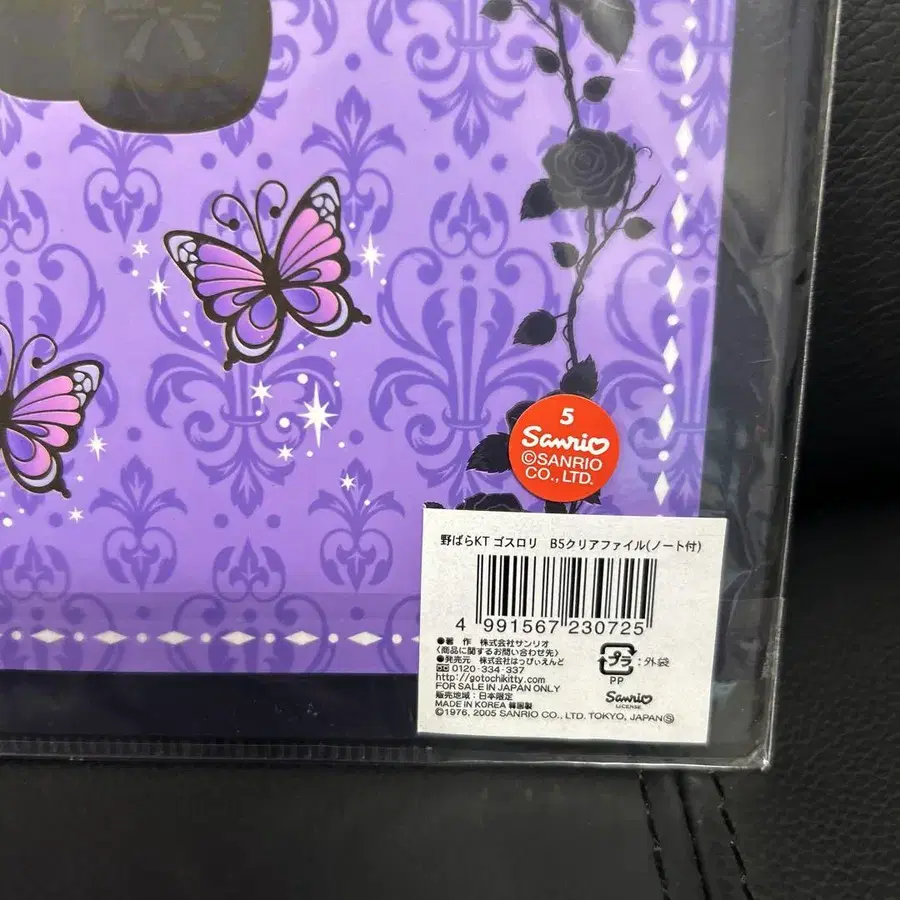 5
Sanrio
©SANRIO
CO.,LTD.
野ばらKT ゴスロリ B5クリアファイル(ノート付)
4 991567 230725
●著 作 株式会社サンリオ
〈商品に関するお問い合わせ先〉
●発売元 株式会社はっぴぃえんど
0120-334-337
http://gotochikitty.com/
FOR SALE IN JAPAN ONLY
販売地域:日本限定
MADE IN KOREA 韓国製
©1976, 2005 SANRIO CO., LTD. TOKYO, JAPAN Ⓢ
プラ :外袋
PP
Sanrio
LICENSE